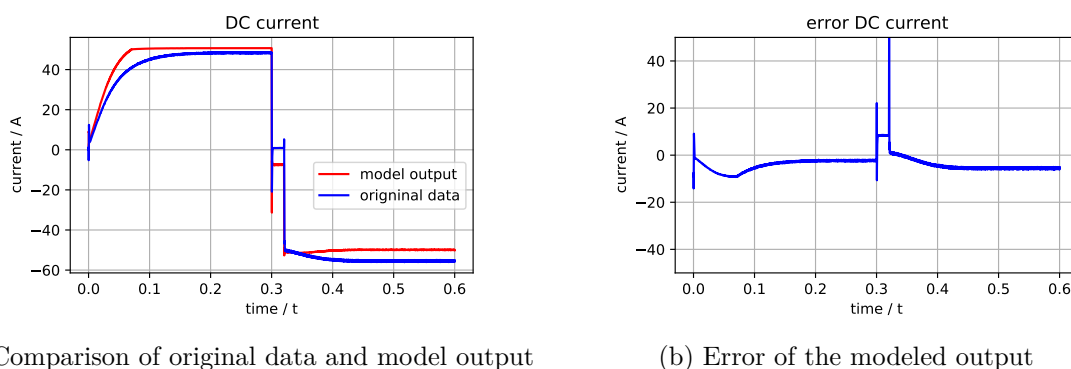 DC current
current / A
40
20
0
−20
−40
−60
model output
origninal data
0.0 0.1 0.2 0.3 0.4 0.5 0.6
time / t
error DC current
current / A
40
20
0
−20
−40
0.0 0.1 0.2 0.3 0.4 0.5 0.6
time / t
Comparison of original data and model output
(b) Error of the modeled output